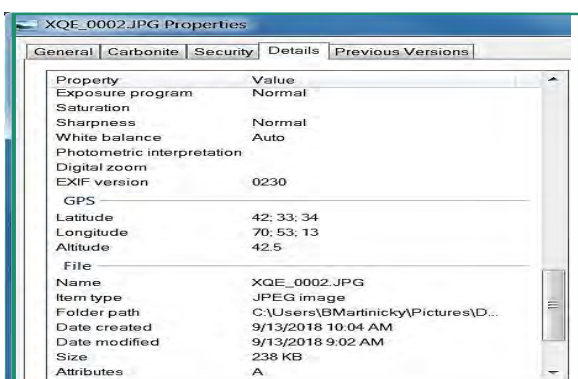 XQE_0002.JPG Properties
General Carbonite Security Details Previous Versions
Property Value
Exposure program Normal
Saturation
Sharpness Normal
White balance Auto
Photometric interpretation
Digital zoom
EXIF version 0230
GPS
Latitude 42; 33; 34
Longitude 70; 53; 13
Altitude 42.5
File
Name XQE_0002.JPG
Item type JPEG image
Folder path C:\Users\BMartinicky\Pictures\D...
Date created 9/13/2018 10:04 AM
Date modified 9/13/2018 9:02 AM
Size 238 KB
Attributes A